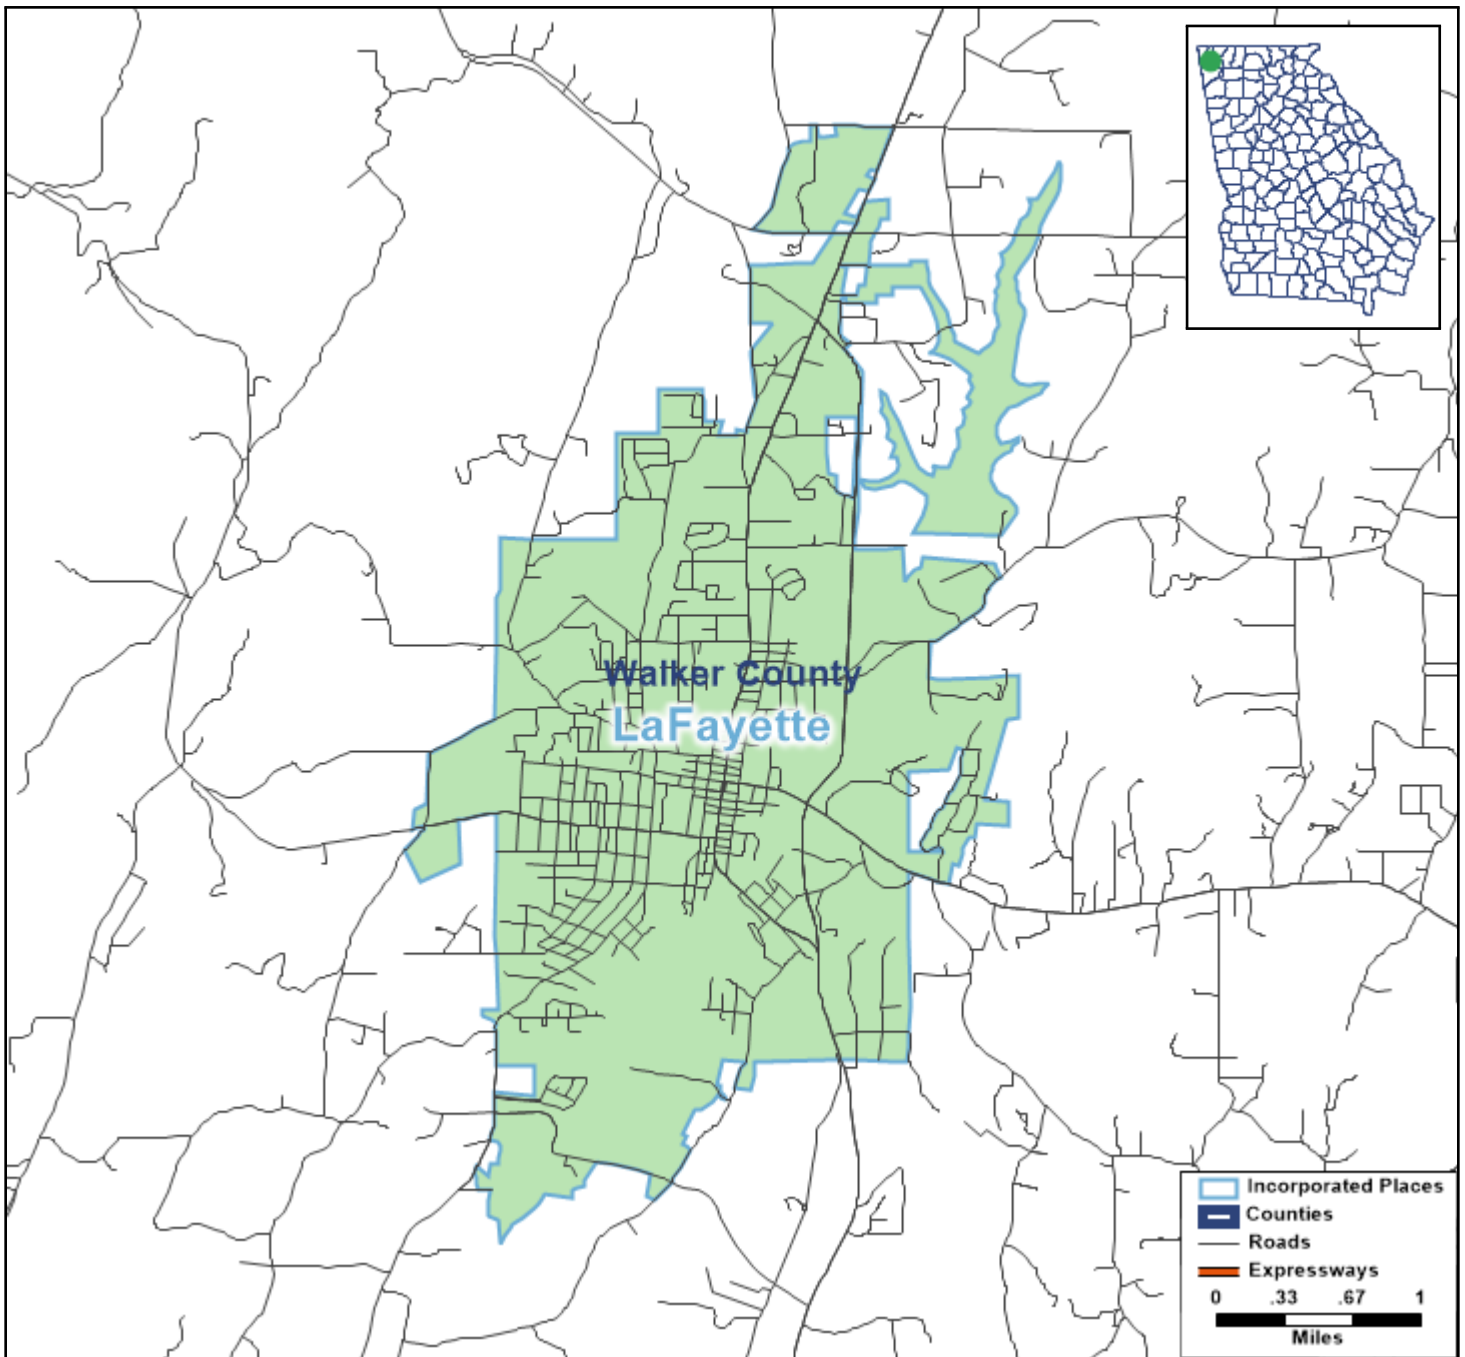 Walker County
LaFayette
Incorporated Places
Counties
Roads
Expressways
0 .33 .67 1
Miles